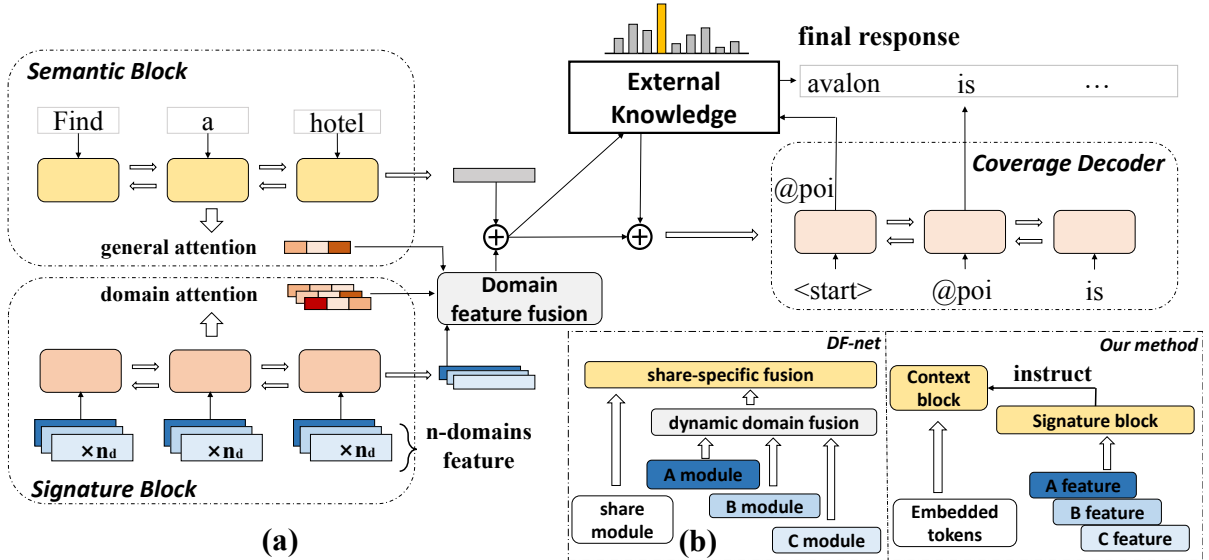 Semantic Block
Find
a
hotel
general attention
domain attention
×nd
×nd
×nd
n-domains
feature
Signature Block
(a)
Domain
feature fusion
External
Knowledge
final response
avalon
is
…
Coverage Decoder
@poi
<start>
@poi
is
DF-net
share-specific fusion
dynamic domain fusion
A module
B module
C module
share
module
(b)
Our method
Context
block
instruct
Signature block
A feature
B feature
C feature
Embedded
tokens